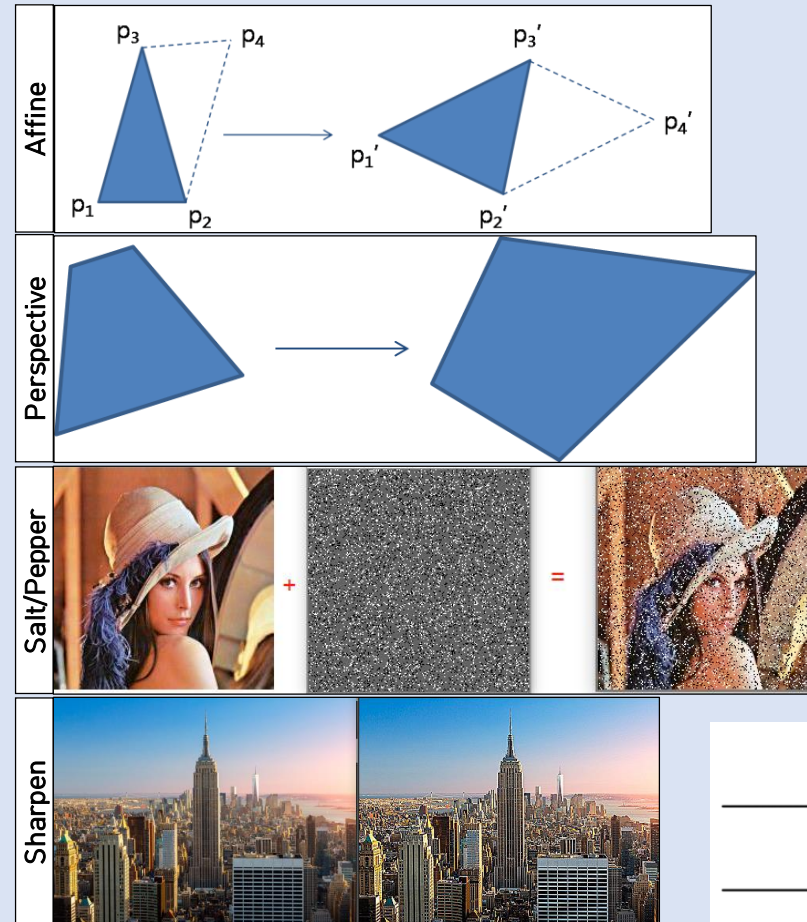 Affine
p₃
p₄
p₁
p₂
p₃′
p₁′
p₄′
p₂′
Perspective
Salt/Pepper
+
=
Sharpen